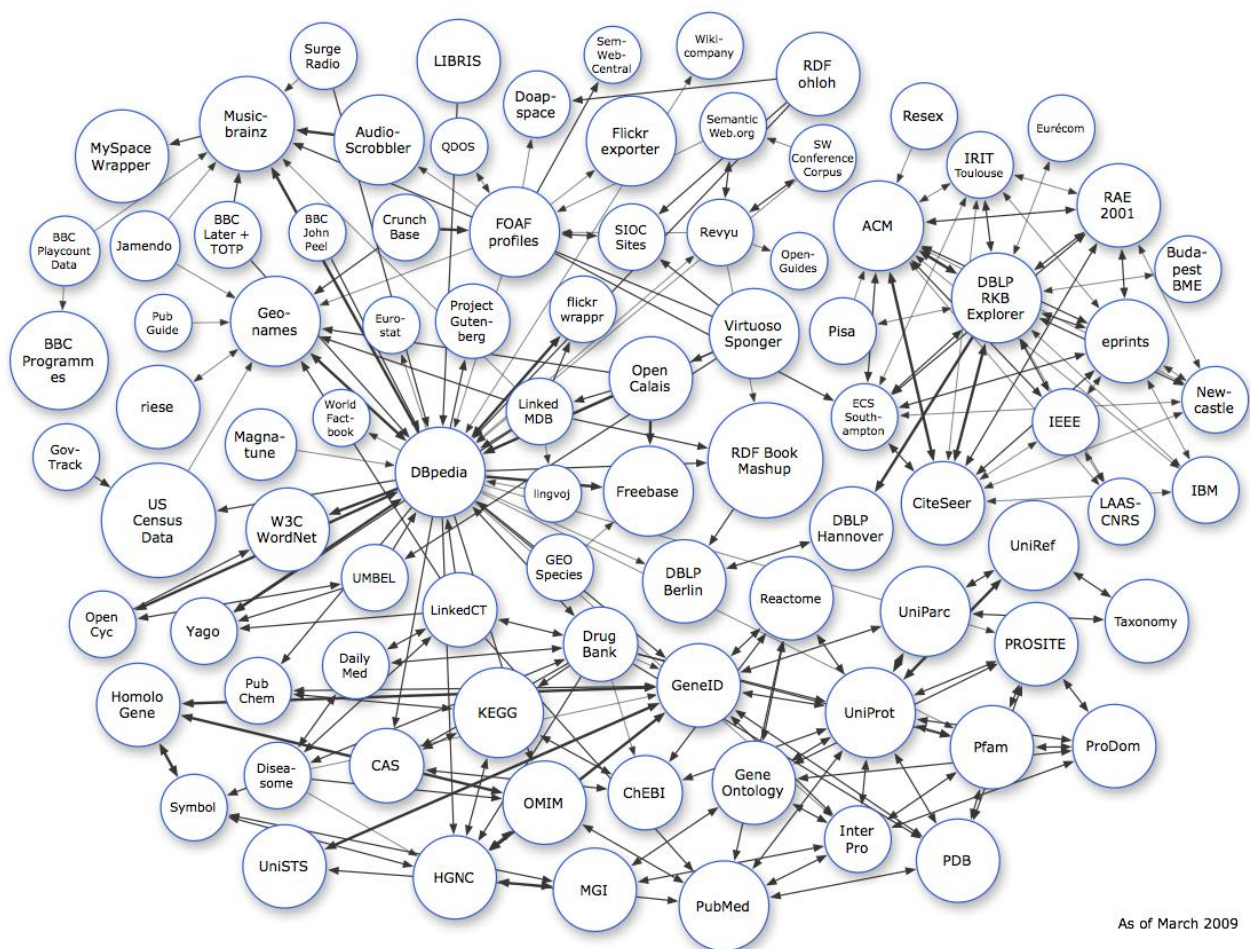 Surge
Radio
LIBRIS
Sem-
Web-
Central
Wiki-
company
RDF
ohloh
Music-
brainz
MySpace
Wrapper
Audio-
Scrobbler
QDOS
Doap-
space
Flickr
exporter
Semantic
Web.org
SW
Conference
Corpus
Resex
Eurécom
IRIT
Toulouse
BBC
Playcount
Data
Jamendo
BBC
Later +
TOTP
BBC
John
Peel
Crunch
Base
FOAF
profiles
SIOC
Sites
Revyu
Open-
Guides
ACM
RAE
2001
DBLP
RKB
Explorer
Buda-
pest
BME
Pub
Guide
Geo-
names
Euro-
stat
Project
Guten-
berg
flickr
wrappr
Virtuoso
Sponger
Pisa
eprints
BBC
Programm
es
riese
World
Fact-
book
Linked
MDB
Open
Calais
ECS
South-
ampton
IEEE
New-
castle
Gov-
Track
Magna-
tune
DBpedia
RDF Book
Mashup
US
Census
Data
W3C
WordNet
lingvoj
Freebase
DBLP
Hannover
CiteSeer
LAAS-
CNRS
IBM
UMBEL
GEO
Species
DBLP
Berlin
UniRef
Open
Cyc
Yago
LinkedCT
Reactome
UniParc
Taxonomy
Daily
Med
Drug
Bank
PROSITE
Homolo
Gene
Pub
Chem
KEGG
GeneID
UniProt
Pfam
ProDom
Disea-
some
CAS
OMIM
ChEBI
Gene
Ontology
Symbol
Inter
Pro
UniSTS
HGNC
MGI
PubMed
PDB
As of March 2009